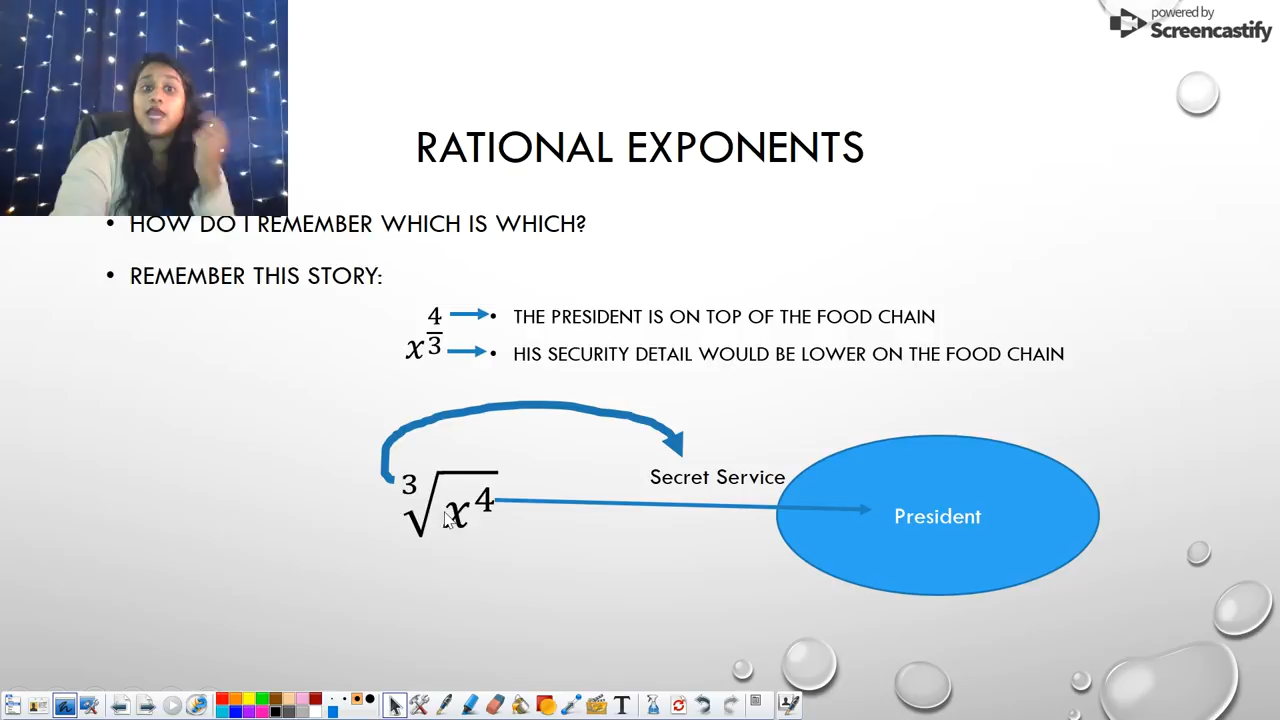 powered by
Screencastify
RATIONAL EXPONENTS
• HOW DO I REMEMBER WHICH IS WHICH?
• REMEMBER THIS STORY:
x^(4/3)
• THE PRESIDENT IS ON TOP OF THE FOOD CHAIN
• HIS SECURITY DETAIL WOULD BE LOWER ON THE FOOD CHAIN
Secret Service
∛x⁴
President
T